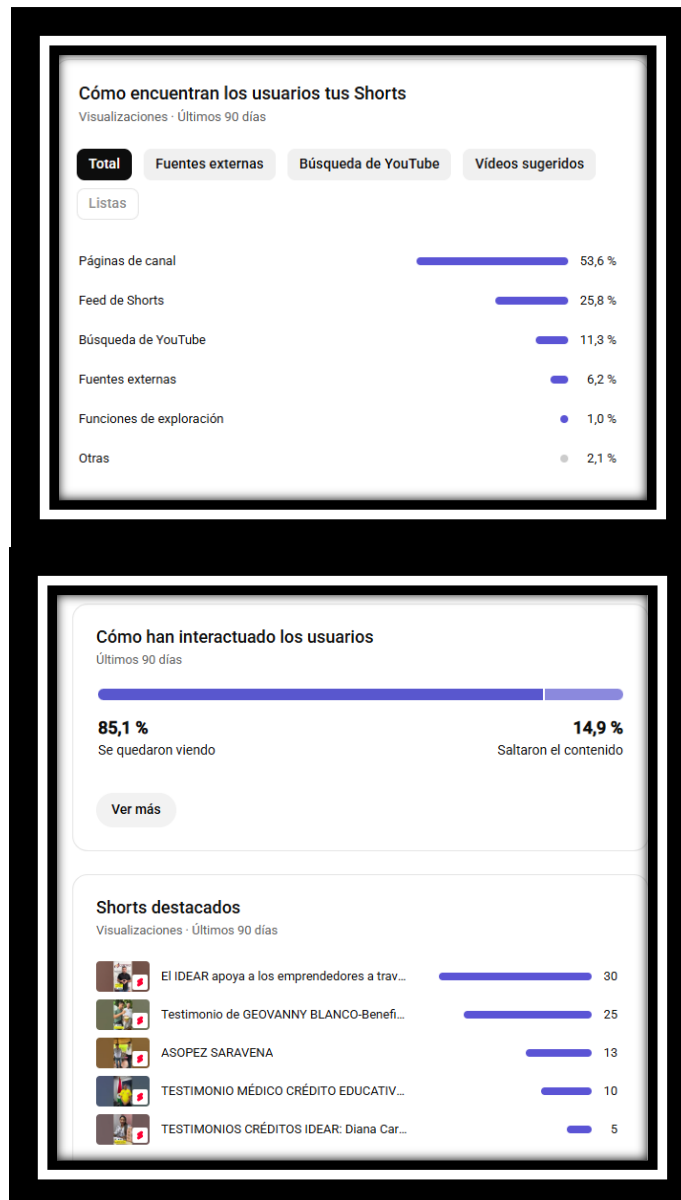 Cómo encuentran los usuarios tus Shorts
Visualizaciones · Últimos 90 días
Total
Fuentes externas
Búsqueda de YouTube
Vídeos sugeridos
Listas
Páginas de canal 53,6 %
Feed de Shorts 25,8 %
Búsqueda de YouTube 11,3 %
Fuentes externas 6,2 %
Funciones de exploración 1,0 %
Otras 2,1 %
Cómo han interactuado los usuarios
Últimos 90 días
85,1 % 14,9 %
Se quedaron viendo Saltaron el contenido
Ver más
Shorts destacados
Visualizaciones · Últimos 90 días
El IDEAR apoya a los emprendedores a trav... 30
Testimonio de GEOVANNY BLANCO-Benefi... 25
ASOPEZ SARAVENA 13
TESTIMONIO MÉDICO CRÉDITO EDUCATIV... 10
TESTIMONIOS CRÉDITOS IDEAR: Diana Car... 5